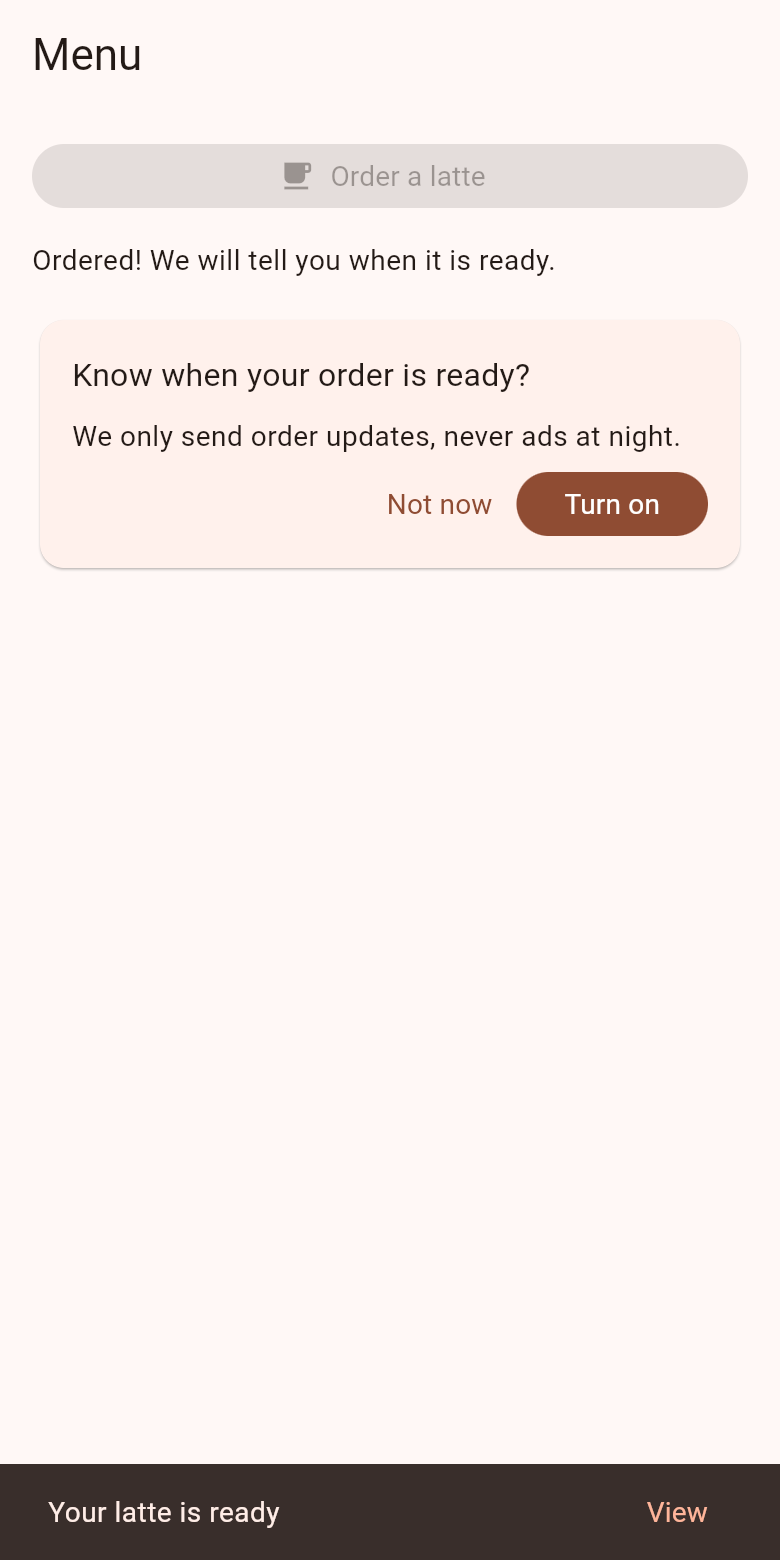 Menu
Order a latte
Ordered! We will tell you when it is ready.
Know when your order is ready?
We only send order updates, never ads at night.
Not now
Turn on
Your latte is ready
View